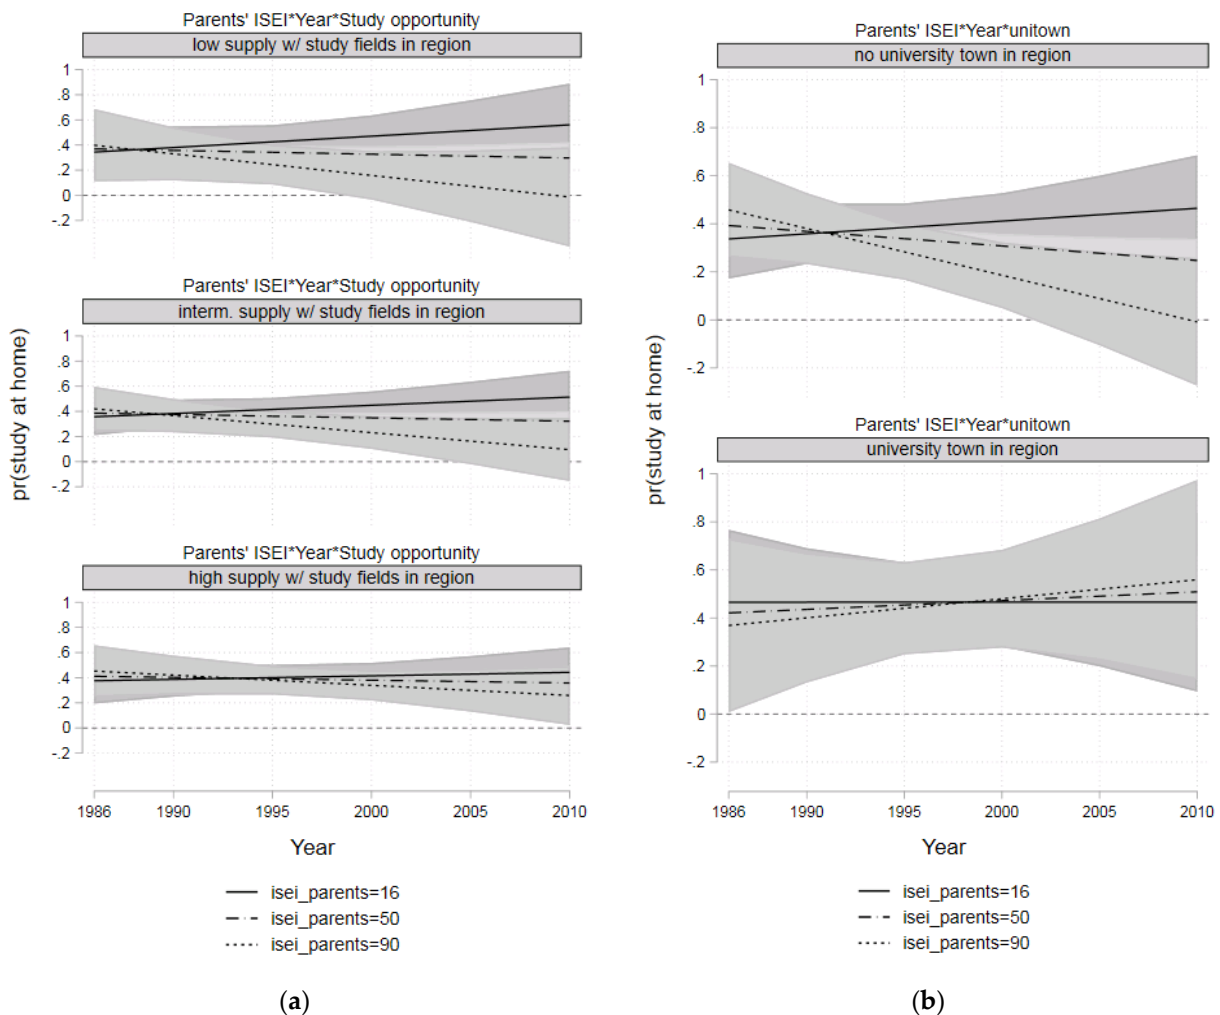 Parents' ISEI*Year*Study opportunity
low supply w/ study fields in region
1
.8
.6
.4
.2
0
-.2
Parents' ISEI*Year*Study opportunity
interm. supply w/ study fields in region
1
.8
.6
.4
.2
0
-.2
pr(study at home)
Parents' ISEI*Year*Study opportunity
high supply w/ study fields in region
1
.8
.6
.4
.2
0
-.2
1986 1990 1995 2000 2005 2010
Year
isei_parents=16
isei_parents=50
isei_parents=90
(a)
Parents' ISEI*Year*unitown
no university town in region
1
.8
.6
.4
.2
0
-.2
pr(study at home)
Parents' ISEI*Year*unitown
university town in region
1
.8
.6
.4
.2
0
-.2
1986 1990 1995 2000 2005 2010
Year
isei_parents=16
isei_parents=50
isei_parents=90
(b)